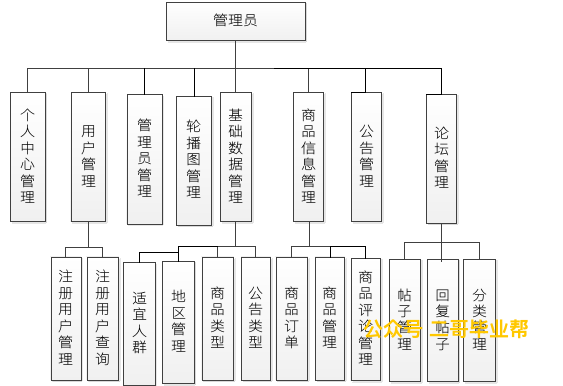 管理员
个人中心管理
用户管理
管理员管理
轮播图管理
基础数据管理
商品信息管理
公告管理
论坛管理
注册用户管理
注册用户查询
适宜人群
地区管理
商品类型
公告类型
商品订单
商品管理
商品评论管理
帖子管理
回复帖子
分类管理
公众号 二哥毕业帮